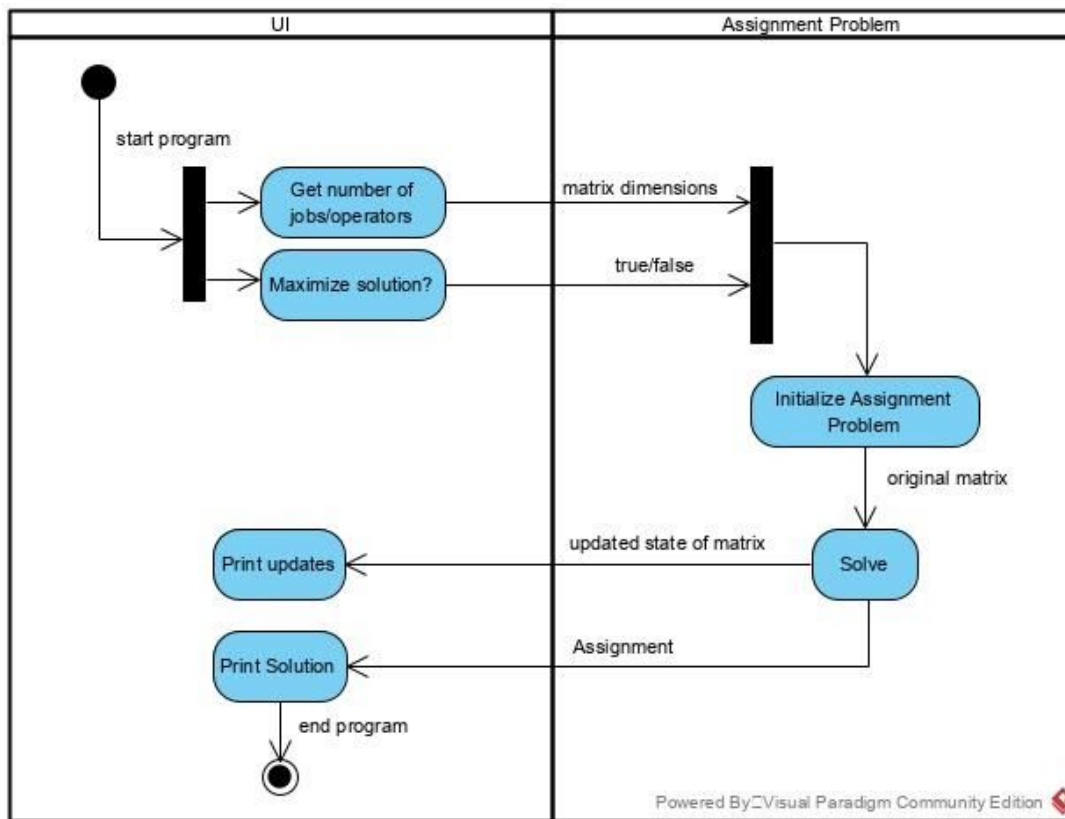 UI
Assignment Problem
start program
Get number of
jobs/operators
matrix dimensions
Maximize solution?
true/false
Initialize Assignment
Problem
original matrix
updated state of matrix
Print updates
Solve
Assignment
Print Solution
end program
Powered By Visual Paradigm Community Edition